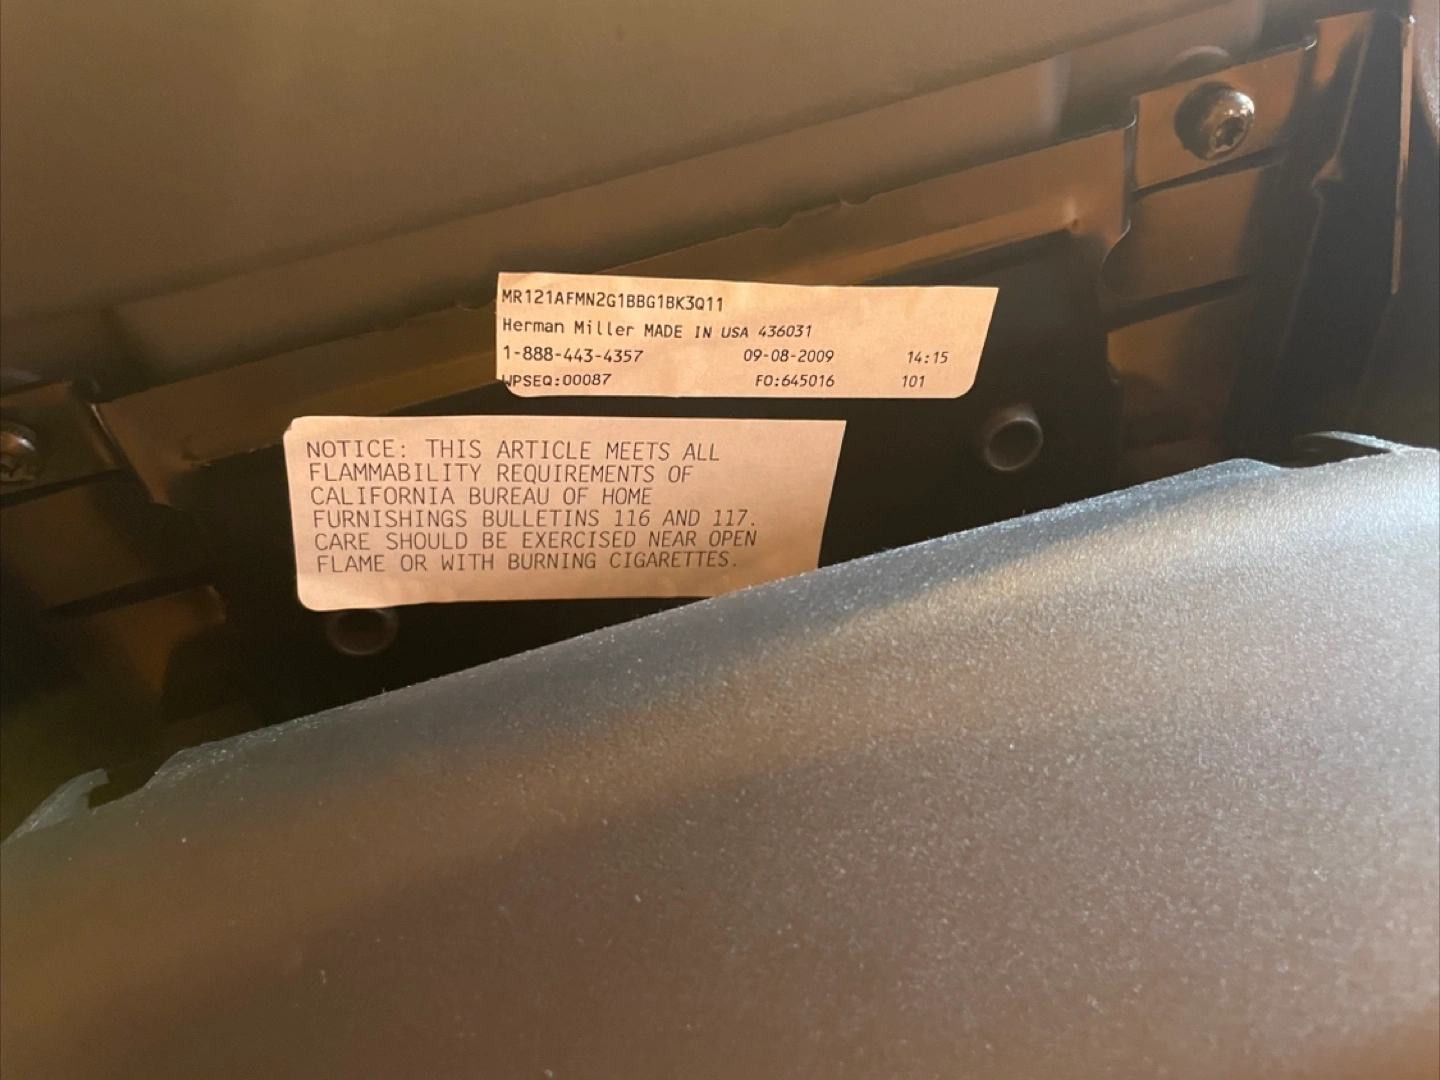 MR121AFMN2G1BBG1BK3Q11
Herman Miller MADE IN USA 436031
1-888-443-4357 09-08-2009 14:15
WPSEQ:00087 FO:645016 101
NOTICE: THIS ARTICLE MEETS ALL
FLAMMABILITY REQUIREMENTS OF
CALIFORNIA BUREAU OF HOME
FURNISHINGS BULLETINS 116 AND 117.
CARE SHOULD BE EXERCISED NEAR OPEN
FLAME OR WITH BURNING CIGARETTES.